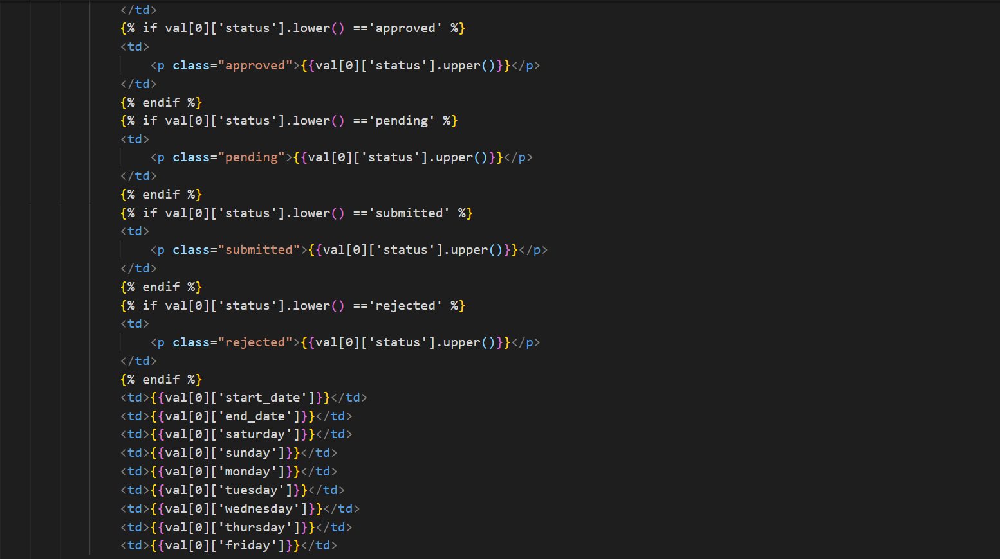 </td>
{% if val[0]['status'].lower() =='approved' %}
<td>
    <p class="approved">{{val[0]['status'].upper()}}</p>
</td>
{% endif %}
{% if val[0]['status'].lower() =='pending' %}
<td>
    <p class="pending">{{val[0]['status'].upper()}}</p>
</td>
{% endif %}
{% if val[0]['status'].lower() =='submitted' %}
<td>
    <p class="submitted">{{val[0]['status'].upper()}}</p>
</td>
{% endif %}
{% if val[0]['status'].lower() =='rejected' %}
<td>
    <p class="rejected">{{val[0]['status'].upper()}}</p>
</td>
{% endif %}
<td>{{val[0]['start_date']}}</td>
<td>{{val[0]['end_date']}}</td>
<td>{{val[0]['saturday']}}</td>
<td>{{val[0]['sunday']}}</td>
<td>{{val[0]['monday']}}</td>
<td>{{val[0]['tuesday']}}</td>
<td>{{val[0]['wednesday']}}</td>
<td>{{val[0]['thursday']}}</td>
<td>{{val[0]['friday']}}</td>